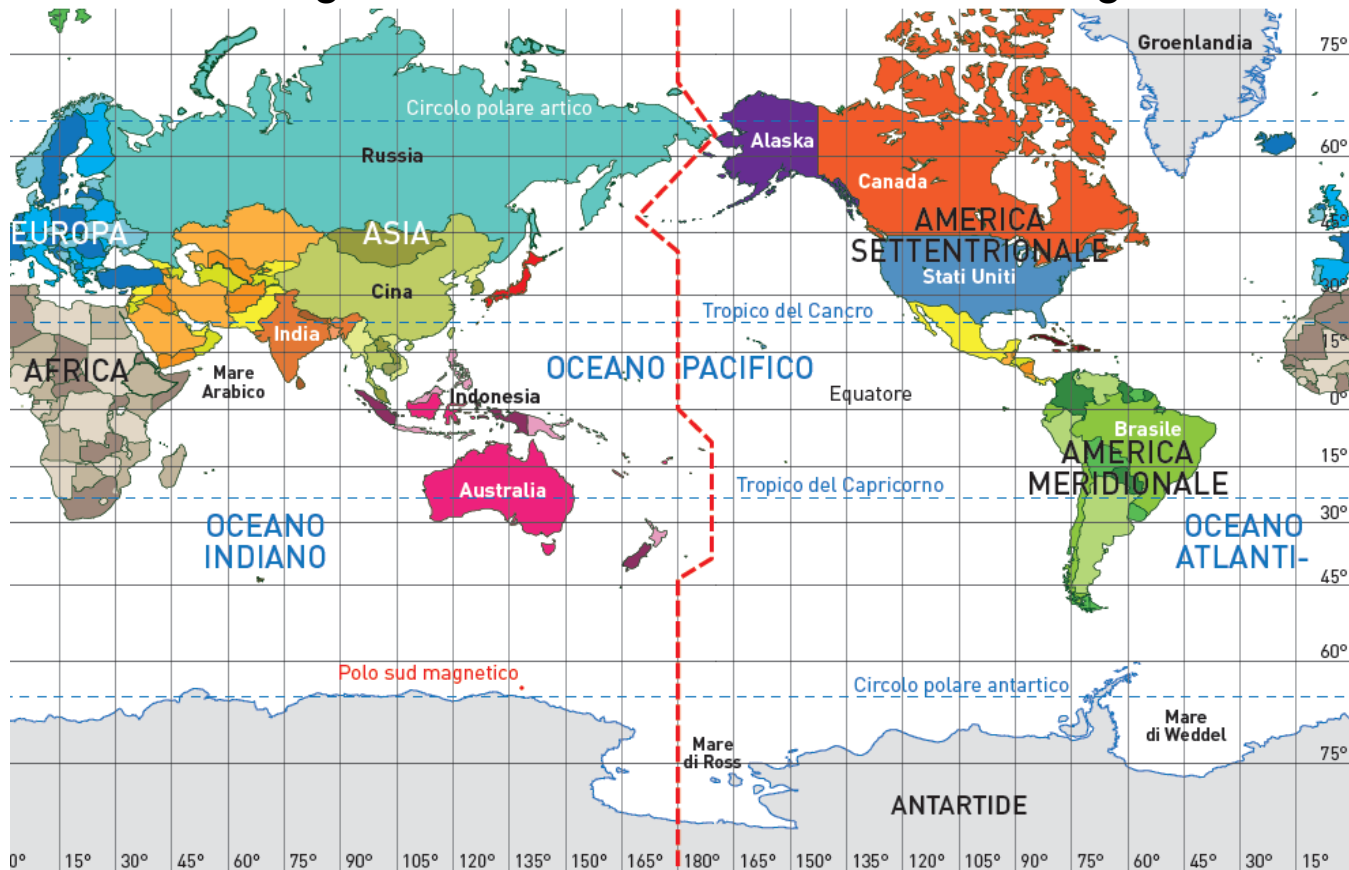 Groenlandia
75°
Circolo polare artico
Alaska
Russia
60°
Canada
EUROPA
ASIA
AMERICA
SETTENTRIONALE
45°
Stati Uniti
Cina
30°
Tropico del Cancro
India
15°
AFRICA
Mare
Arabico
OCEANO PACIFICO
Indonesia
Equatore
0°
Brasile
AMERICA
MERIDIONALE
15°
Australia
Tropico del Capricorno
OCEANO
INDIANO
30°
OCEANO
ATLANTI-
45°
60°
Polo sud magnetico
Circolo polare antartico
Mare
di Ross
Mare
di Weddel
75°
ANTARTIDE
0° 15° 30° 45° 60° 75° 90° 105° 120° 135° 150° 165° 180° 165° 150° 135° 120° 105° 90° 75° 60° 45° 30° 15°